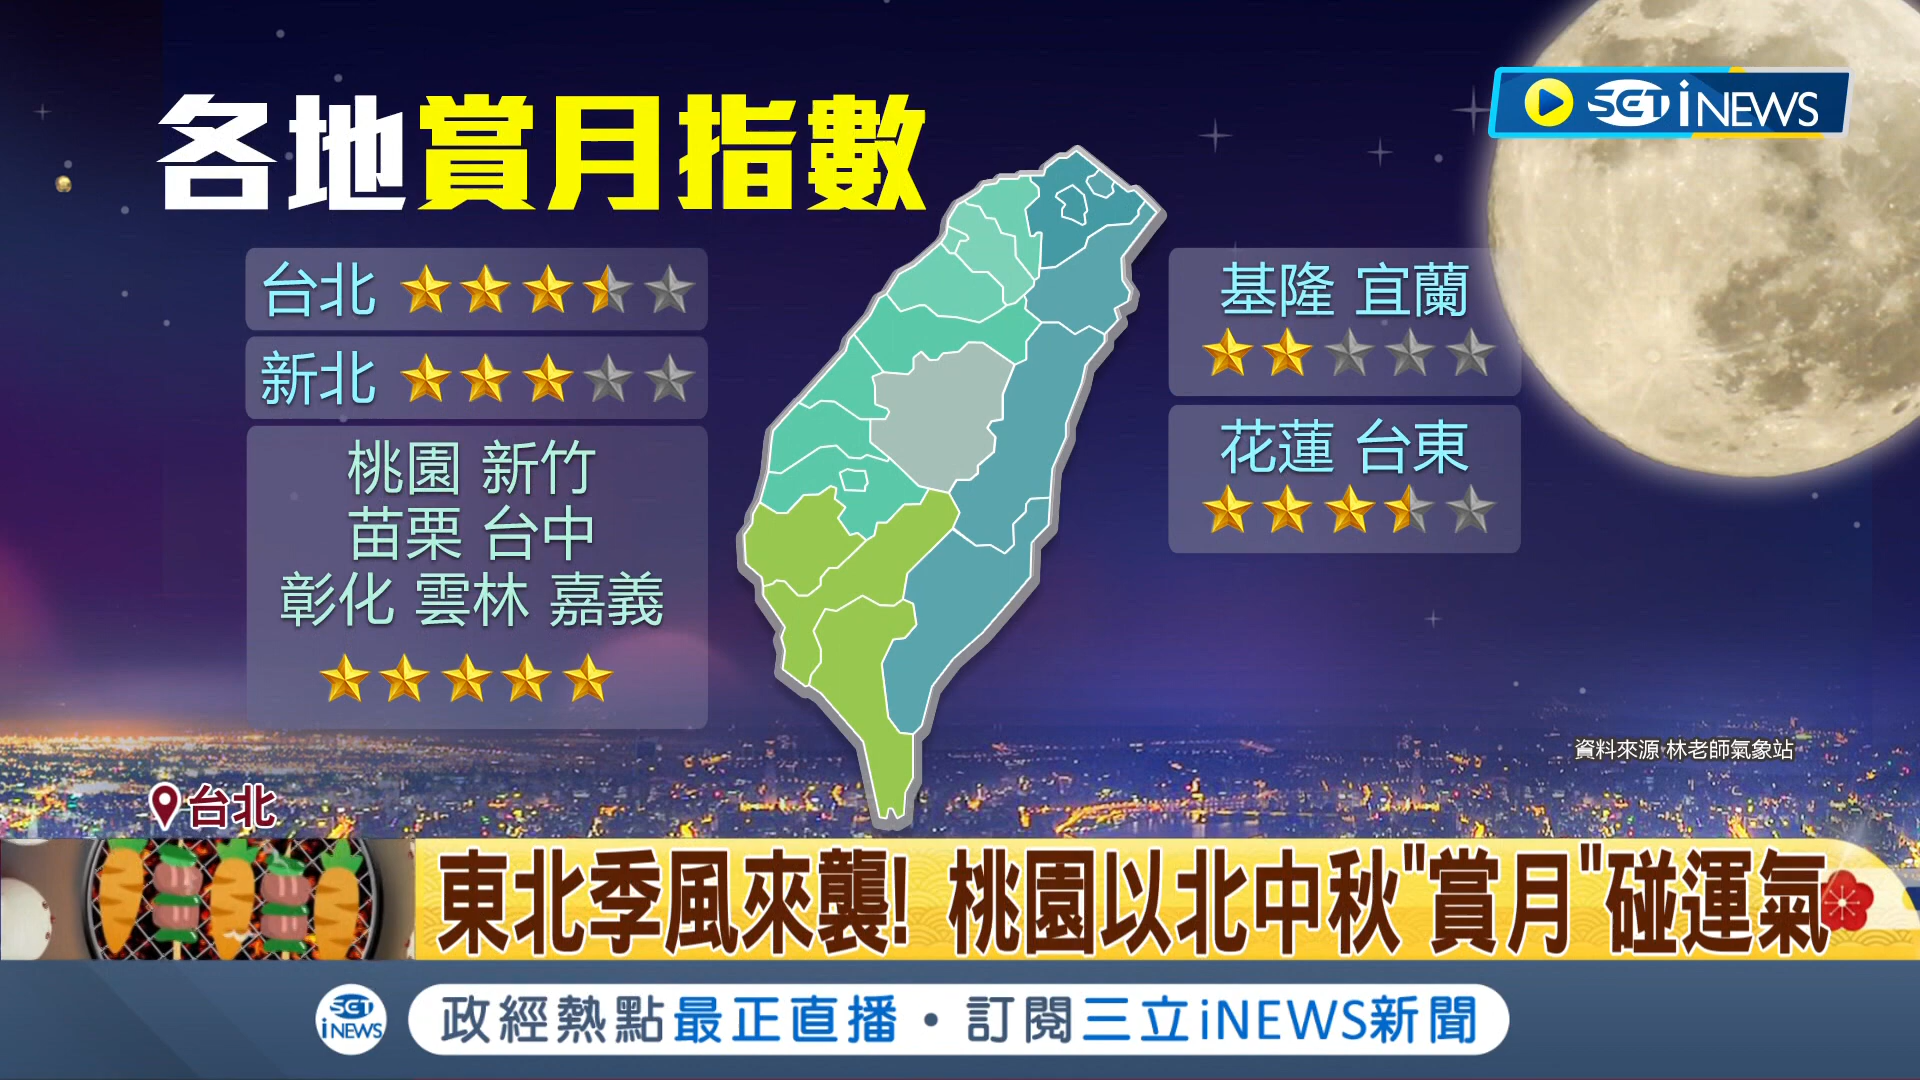 各地賞月指數
SET iNEWS
台北
新北
桃園 新竹
苗栗 台中
彰化 雲林 嘉義
基隆 宜蘭
花蓮 台東
資料來源 林老師氣象站
台北
東北季風來襲! 桃園以北中秋"賞月"碰運氣
SET iNEWS
政經熱點最正直播・訂閱三立iNEWS新聞